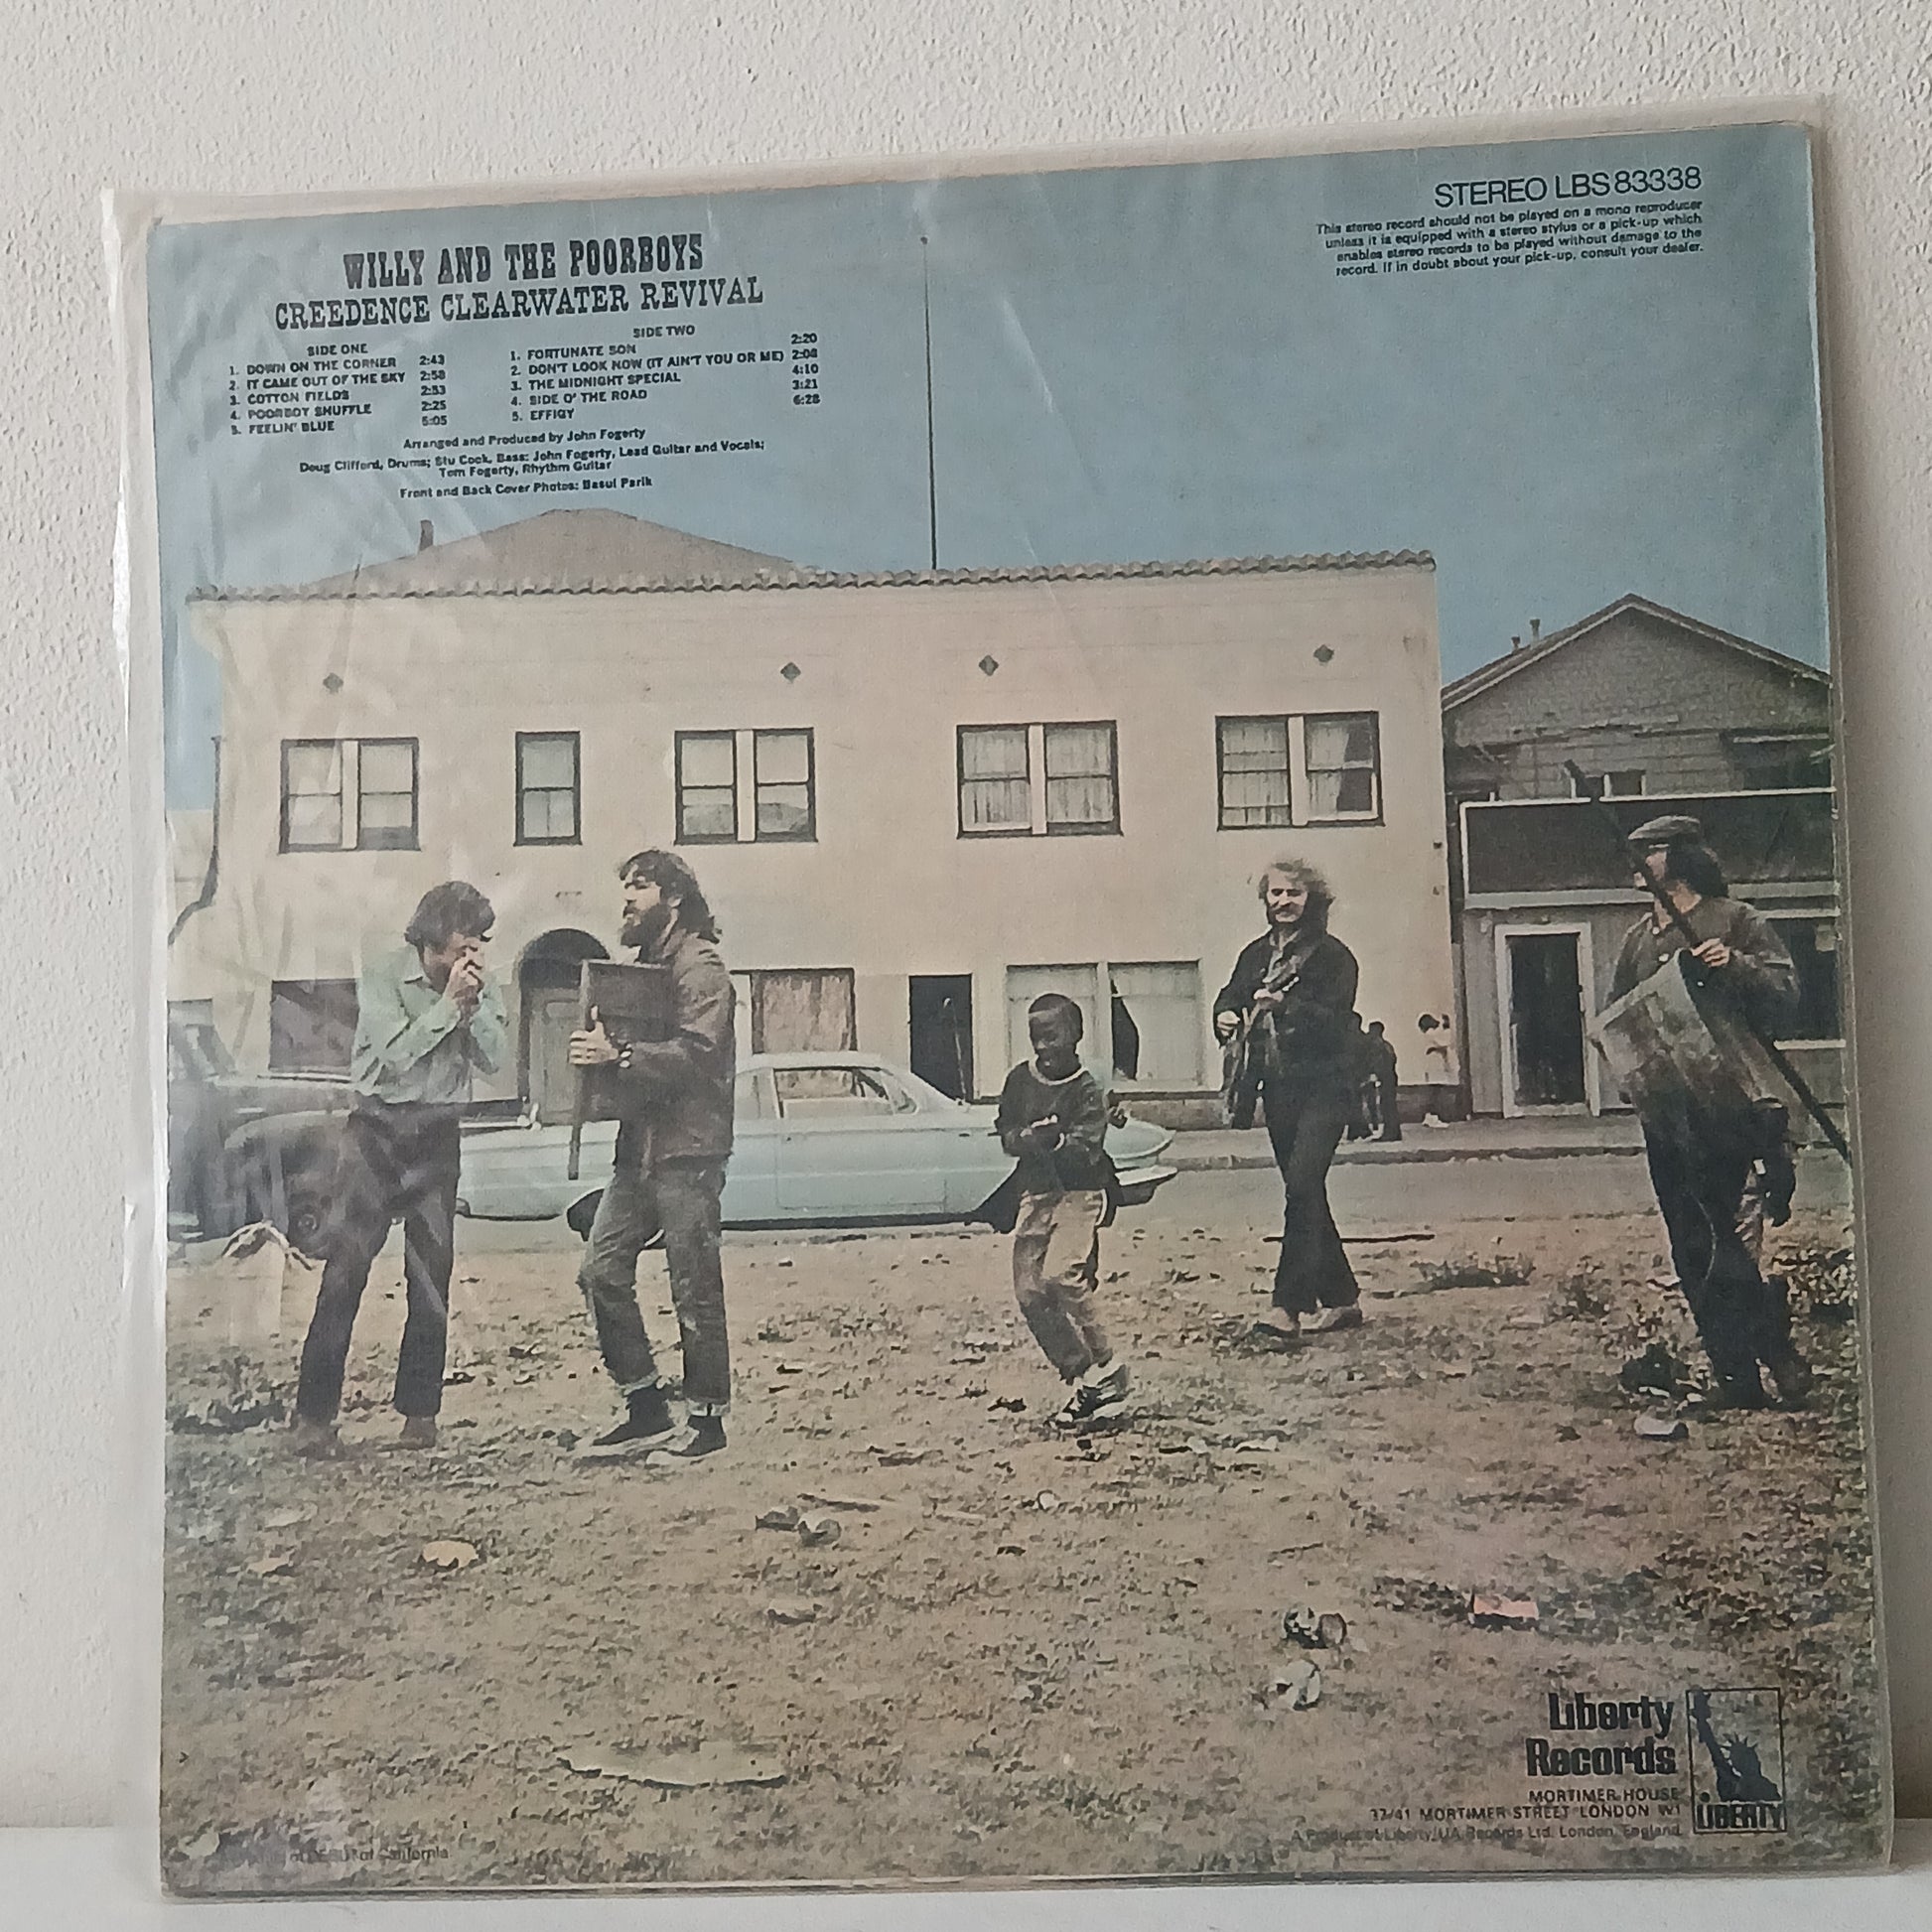 WILLY AND THE POORBOYS
CREEDENCE CLEARWATER REVIVAL
SIDE ONE
1. DOWN ON THE CORNER 2:43
2. IT CAME OUT OF THE SKY 2:58
3. COTTON FIELDS 2:53
4. POORBOY SHUFFLE 2:25
5. FEELIN' BLUE 5:05
SIDE TWO
1. FORTUNATE SON 2:20
2. DON'T LOOK NOW (IT AIN'T YOU OR ME) 2:08
3. THE MIDNIGHT SPECIAL 4:10
4. SIDE O' THE ROAD 3:21
5. EFFIGY 6:28
Arranged and Produced by John Fogerty
Doug Clifford, Drums; Stu Cook, Bass; John Fogerty, Lead Guitar and Vocals;
Tom Fogerty, Rhythm Guitar
Front and Back Cover Photos: Basul Parik
STEREO LBS 83338
This stereo record should not be played on a mono reproducer
unless it is equipped with a stereo stylus or a pick-up which
enables stereo records to be played without damage to the
record. If in doubt about your pick-up, consult your dealer.
Liberty
Records
MORTIMER HOUSE
37/41 MORTIMER STREET LONDON W1
A Product of Liberty/UA Records Ltd. London, England
LIBERTY
California